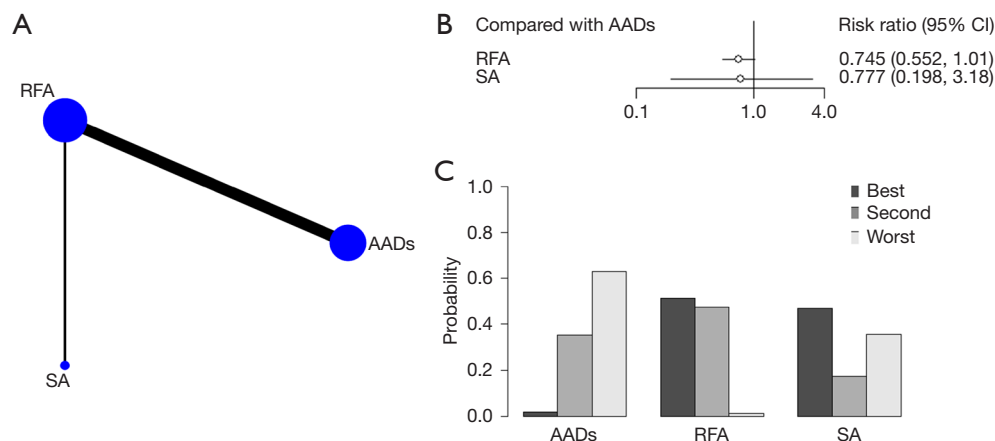 A
RFA
AADs
SA
B
Compared with AADs Risk ratio (95% CI)
RFA 0.745 (0.552, 1.01)
SA 0.777 (0.198, 3.18)
0.1 1.0 4.0
C
Probability
1.0
0.8
0.6
0.4
0.2
0.0
Best
Second
Worst
AADs RFA SA